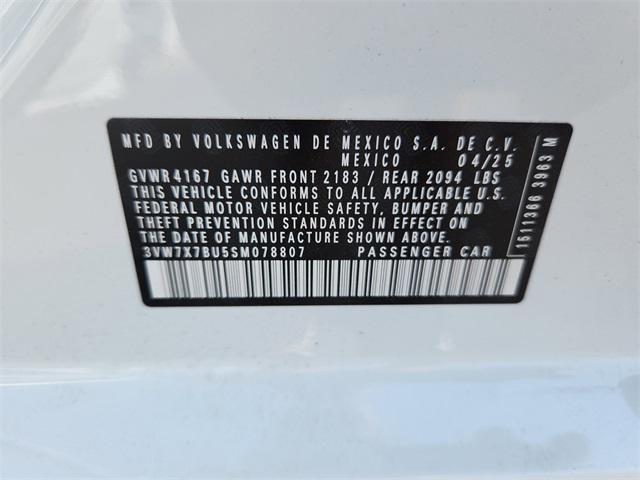 MFD BY VOLKSWAGEN DE MEXICO S.A. DE C.V.
MEXICO 04/25
GVWR4167 GAWR FRONT 2183 / REAR 2094 LBS
THIS VEHICLE CONFORMS TO ALL APPLICABLE U.S.
FEDERAL MOTOR VEHICLE SAFETY, BUMPER AND
THEFT PREVENTION STANDARDS IN EFFECT ON
THE DATE OF MANUFACTURE SHOWN ABOVE.
3VW7X7BU5SM078807 PASSENGER CAR
1511366 3963 M